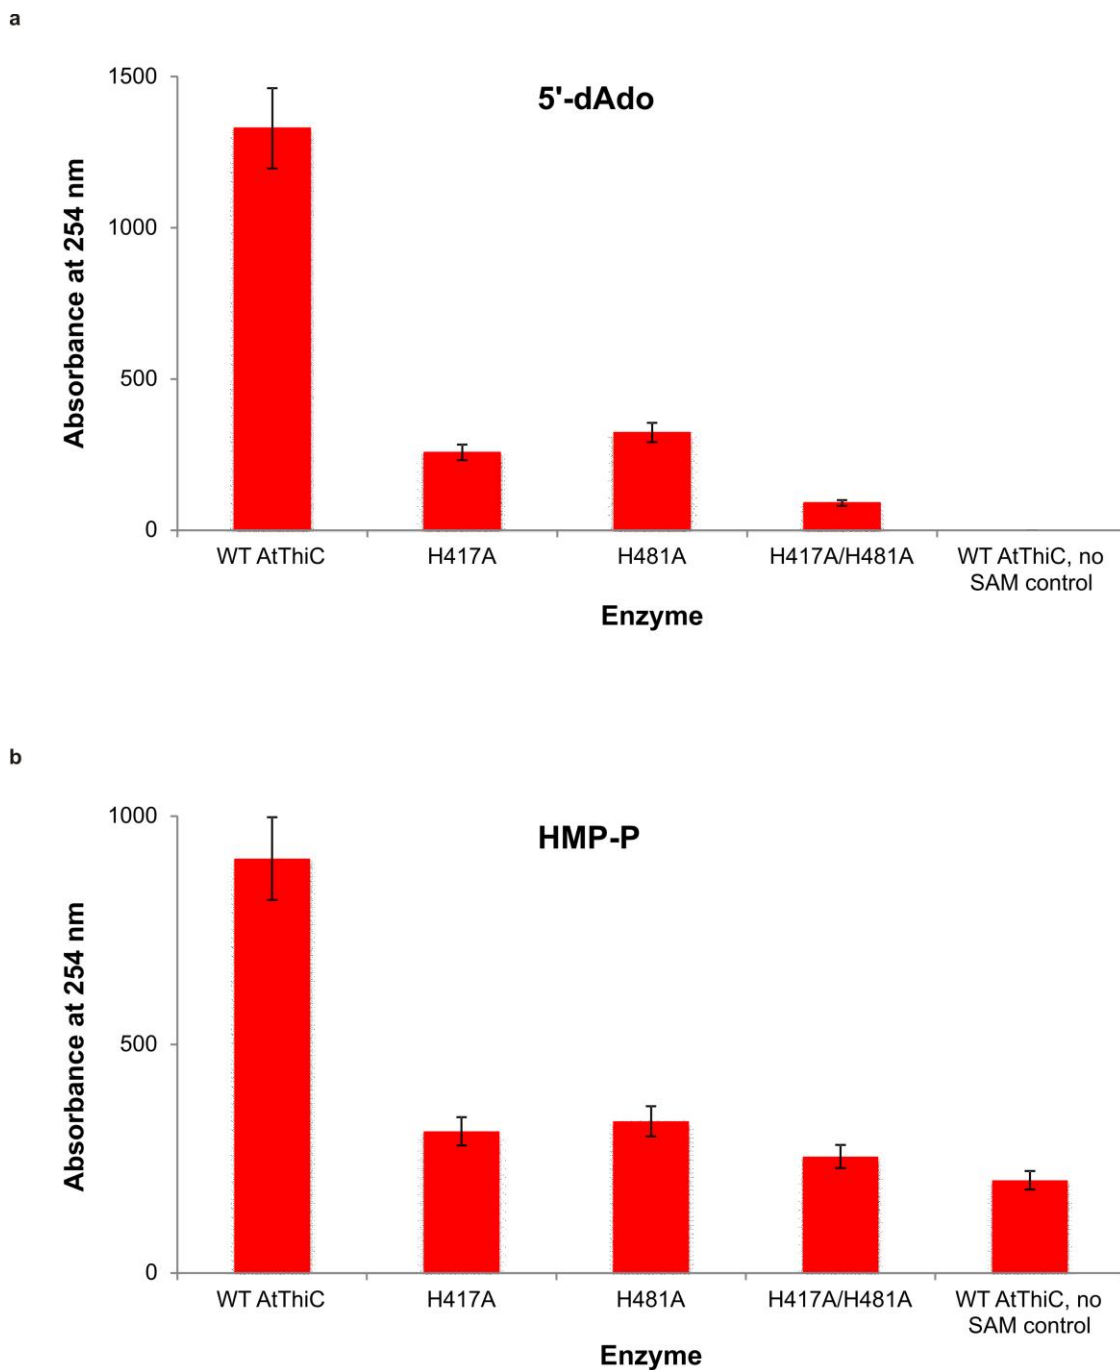 a
5'-dAdo
Absorbance at 254 nm
1500
1000
500
0
WT AtThiC
H417A
H481A
H417A/H481A
WT AtThiC, no
SAM control
Enzyme
b
HMP-P
Absorbance at 254 nm
1000
500
0
WT AtThiC
H417A
H481A
H417A/H481A
WT AtThiC, no
SAM control
Enzyme